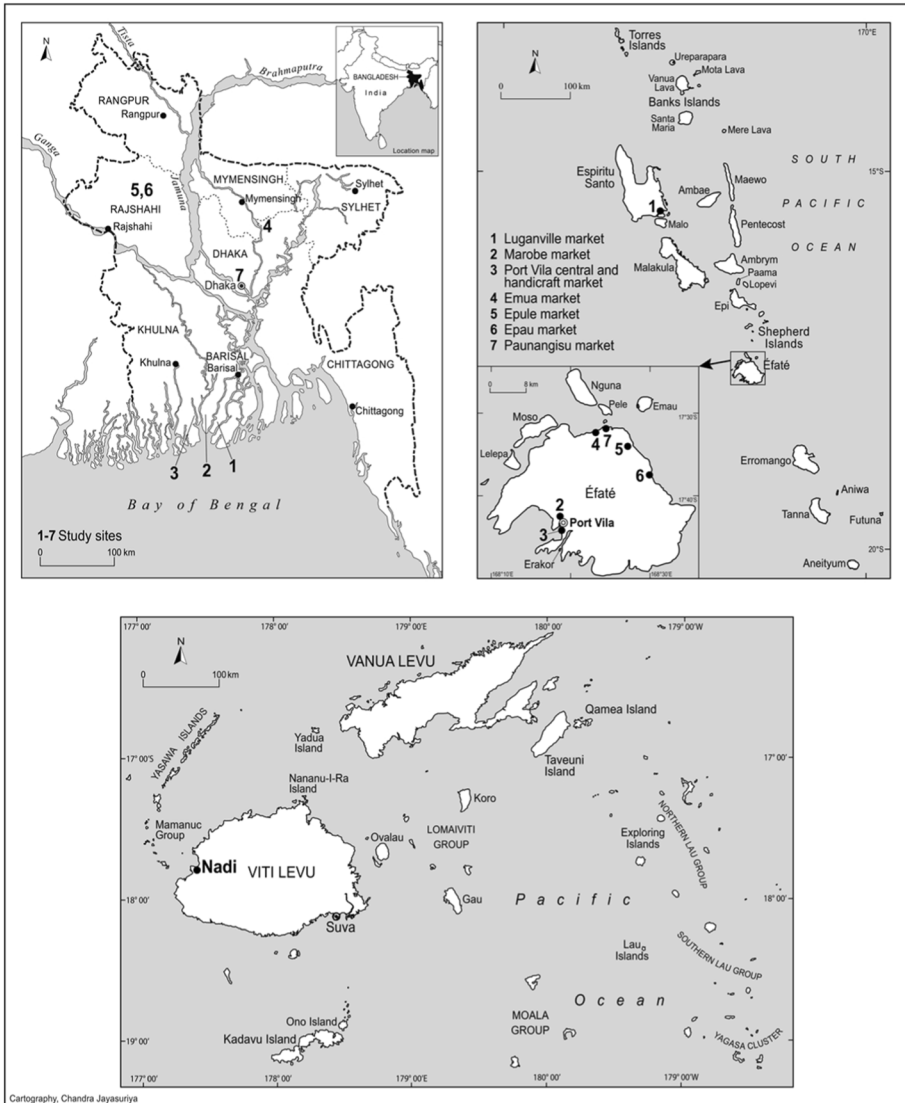 N
Tista
Brahmaputra
BANGLADESH
India
Location map
RANGPUR
Rangpur
Ganga
Jamuna
MYMENSINGH
Mymensingh
Sylhet
SYLHET
5,6
RAJSHAHI
Rajshahi
4
DHAKA
7
Dhaka
KHULNA
Khulna
BARISAL
Barisal
CHITTAGONG
Chittagong
3
2
1
Bay of Bengal
1-7 Study sites
0 100 km
170°E
N
0 100 km
Torres
Islands
Ureparapara
Mota Lava
Vanua
Lava
Banks Islands
Santa
Maria
Mere Lava
SOUTH
PACIFIC
OCEAN
15°S
Espiritu
Santo
Ambae
Maewo
1
Malo
Pentecost
Malakula
Ambrym
Paama
Lopevi
Epi
Shepherd
Islands
Éfaté
1 Luganville market
2 Marobe market
3 Port Vila central and
handicraft market
4 Emua market
5 Epule market
6 Epau market
7 Paunangisu market
N
0 8 km
Nguna
Pele
Emau
17°30'S
Moso
Lelepa
4
7
5
6
Éfaté
17°40'S
2
Port Vila
3
Erakor
168°10'E
168°30'E
Erromango
Aniwa
Tanna
Futuna
20°S
Aneityum
177° 00'
178° 00'
179° 00'E
180° 00'
179° 00'W
N
0 100 km
VANUA LEVU
YASAWA ISLANDS
Yadua
Island
Qamea Island
Taveuni
Island
17° 00'S
17° 00'
Nananu-I-Ra
Island
Koro
Mamanuc
Group
Ovalau
LOMAIVITI
GROUP
Exploring
Islands
NORTHERN LAU GROUP
Nadi
VITI LEVU
18° 00'
Suva
Gau
Pacific
18° 00'
Lau
Islands
SOUTHERN LAU GROUP
Ocean
Ono Island
Kadavu Island
MOALA
GROUP
YAGASA CLUSTER
19° 00'
19° 00'
177° 00'
178° 00'
179° 00'E
180° 00'
179° 00'W
Cartography, Chandra Jayasuriya